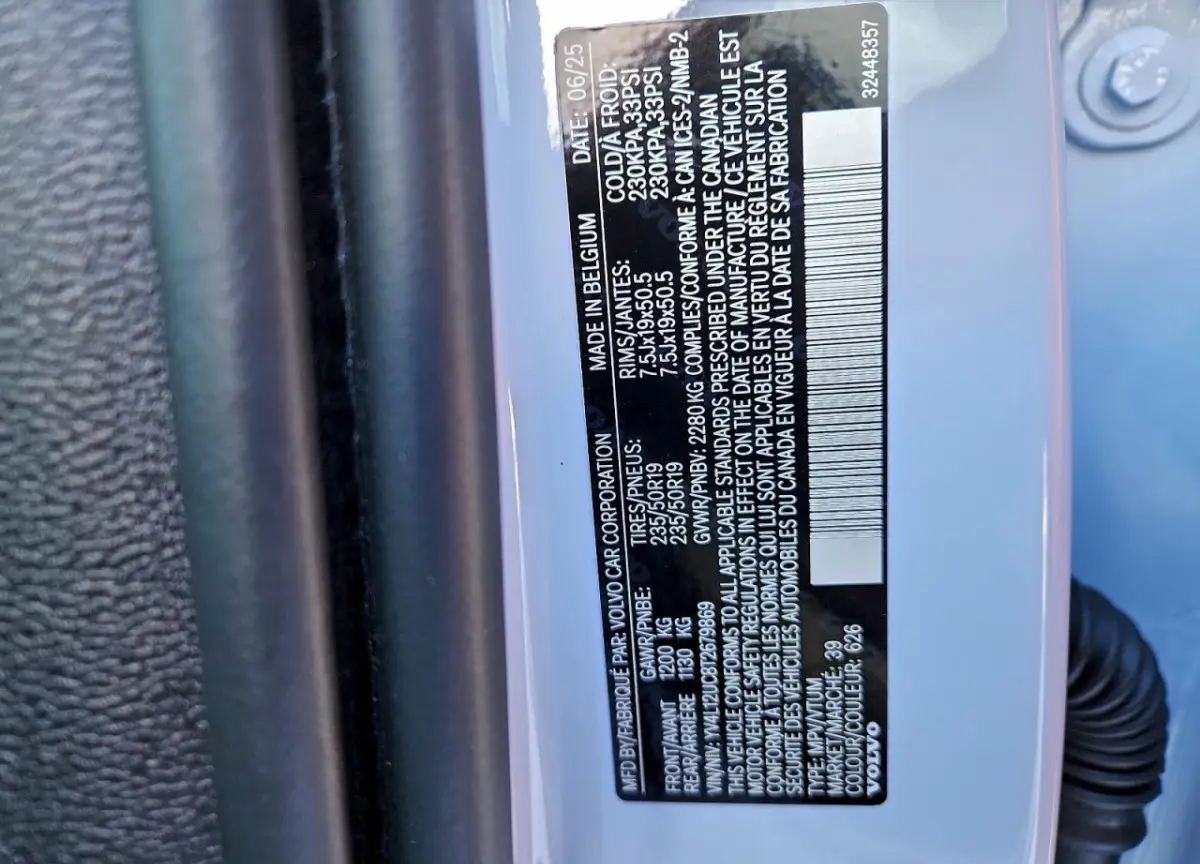 MFD BY/FABRIQUÉ PAR: VOLVO CAR CORPORATION MADE IN BELGIUM DATE: 06/25
GAWR/PNBE: TIRES/PNEUS: RIMS/JANTES: COLD/À FROID:
FRONT/AVANT 1200 KG 235/50R19 7.5Jx19x50.5 230KPA,33PSI
REAR/ARRIÈRE 1130 KG 235/50R19 7.5Jx19x50.5 230KPA,33PSI
GVWR/PNBV: 2280 KG COMPLIES/CONFORME À: CAN ICES-2/NMB-2
VIN/NIV: YV4L12UC8T2679869
THIS VEHICLE CONFORMS TO ALL APPLICABLE STANDARDS PRESCRIBED UNDER THE CANADIAN
MOTOR VEHICLE SAFETY REGULATIONS IN EFFECT ON THE DATE OF MANUFACTURE / CE VEHICULE EST
CONFORME À TOUTES LES NORMES QUI LUI SONT APPLICABLES EN VERTU DU RÈGLEMENT SUR LA
SECURITE DES VÉHICULES AUTOMOBILES DU CANADA EN VIGUEUR À LA DATE DE SA FABRICATION
TYPE: MPV/VTUM
MARKET/MARCHÉ: 39
COLOUR/COULEUR: 626
VOLVO
32448357